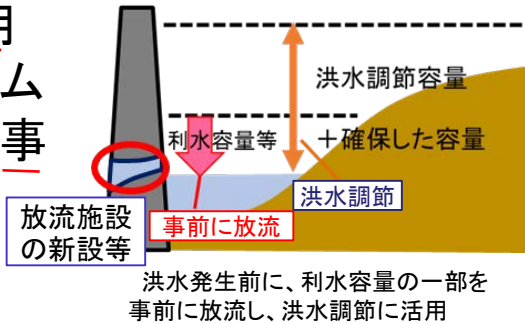 用
ム
事
洪水調節容量
利水容量等
＋確保した容量
洪水調節
放流施設
の新設等
事前に放流
洪水発生前に、利水容量の一部を
事前に放流し、洪水調節に活用